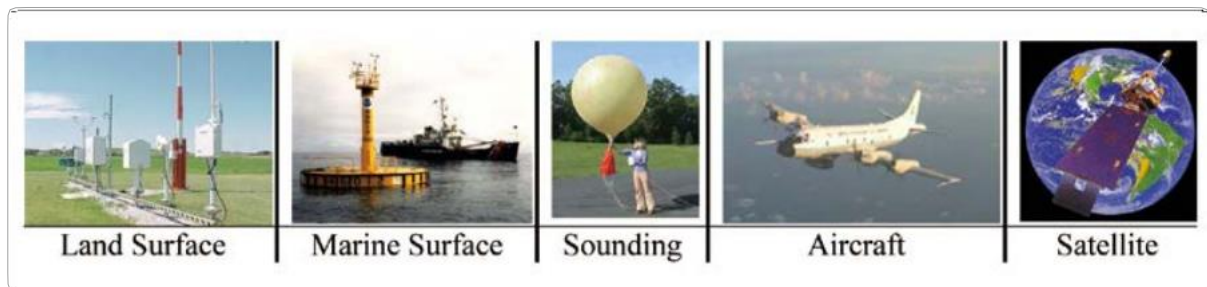 Land Surface
Marine Surface
Sounding
Aircraft
Satellite